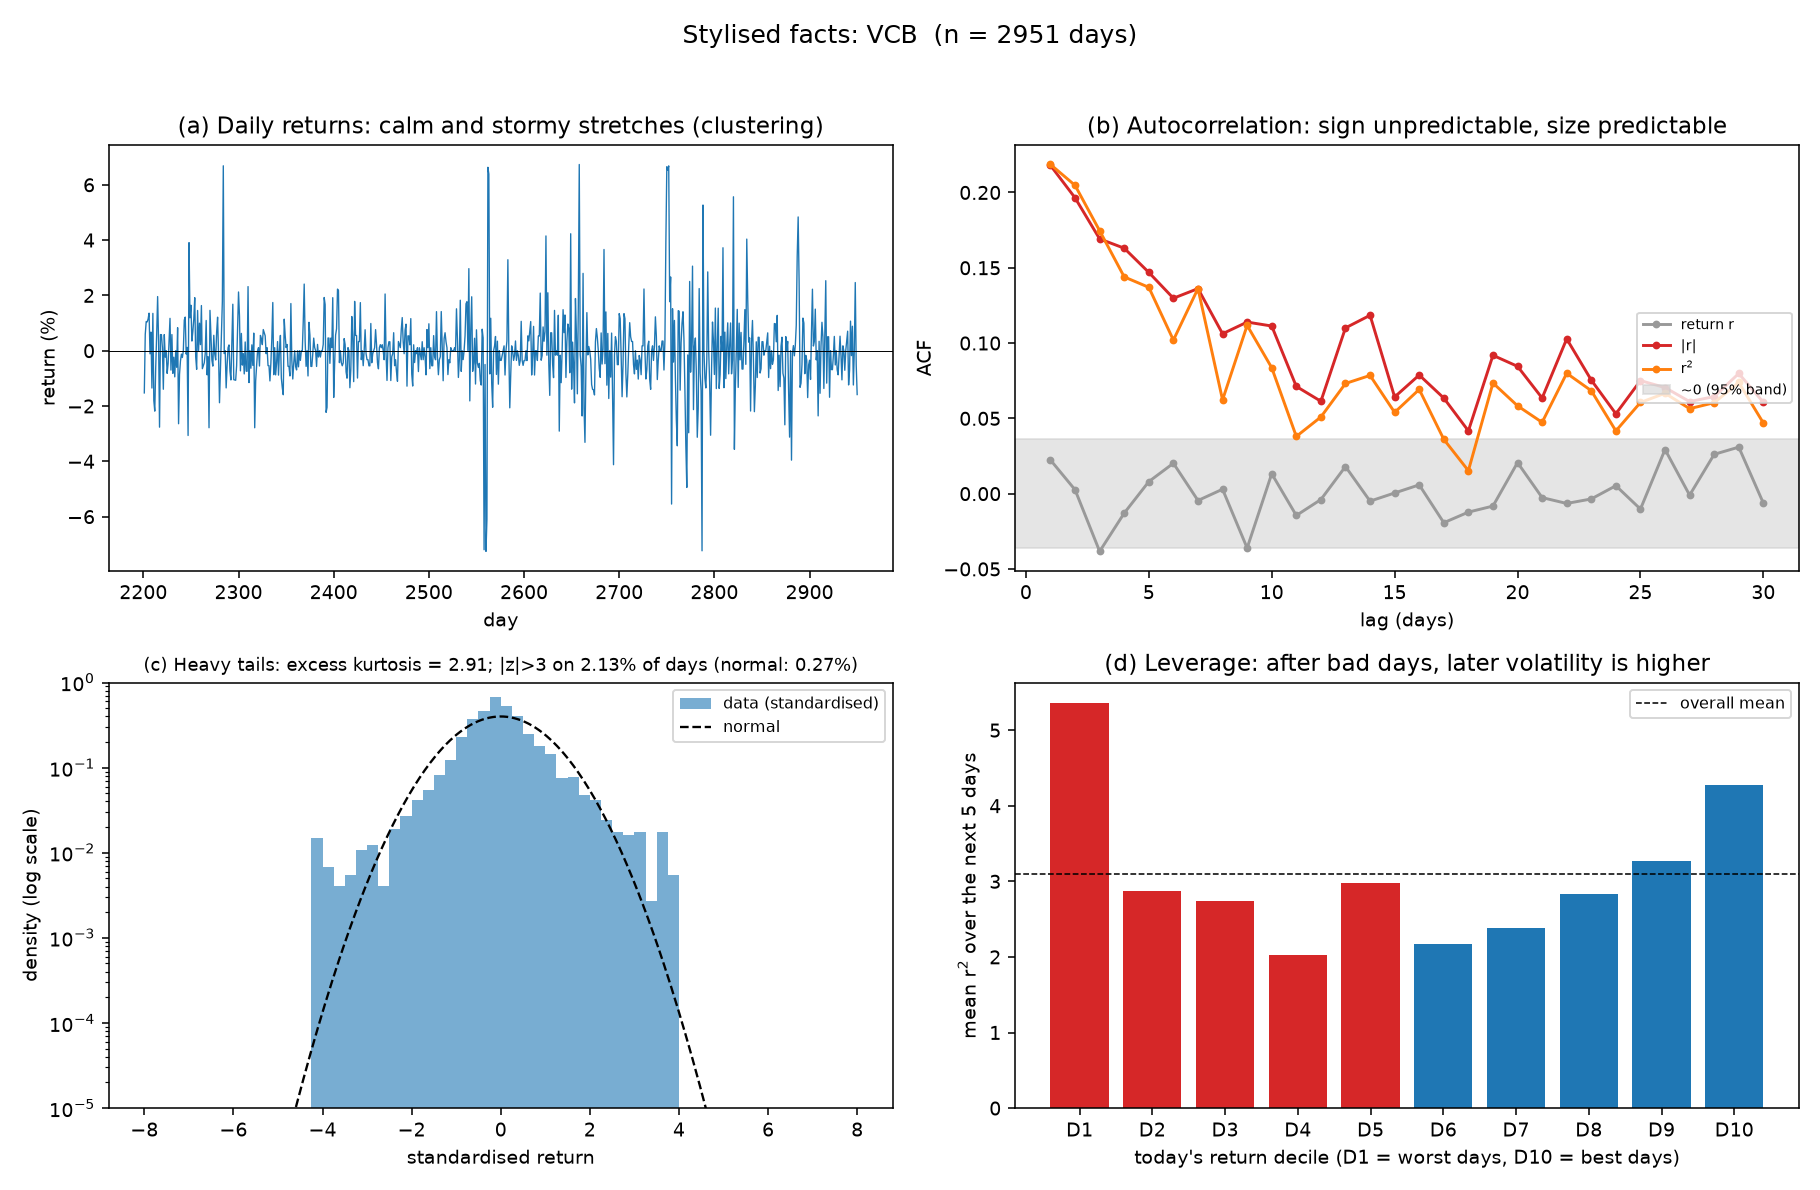 Stylised facts: VCB (n = 2951 days)
(a) Daily returns: calm and stormy stretches (clustering)
return (%)
6
4
2
0
−2
−4
−6
2200 2300 2400 2500 2600 2700 2800 2900
day
(b) Autocorrelation: sign unpredictable, size predictable
ACF
0.20
0.15
0.10
0.05
0.00
−0.05
return r
|r|
r²
~0 (95% band)
0 5 10 15 20 25 30
lag (days)
(c) Heavy tails: excess kurtosis = 2.91; |z|>3 on 2.13% of days (normal: 0.27%)
density (log scale)
10⁰
10⁻¹
10⁻²
10⁻³
10⁻⁴
10⁻⁵
data (standardised)
normal
−8 −6 −4 −2 0 2 4 6 8
standardised return
(d) Leverage: after bad days, later volatility is higher
mean r² over the next 5 days
5
4
3
2
1
0
overall mean
D1 D2 D3 D4 D5 D6 D7 D8 D9 D10
today's return decile (D1 = worst days, D10 = best days)